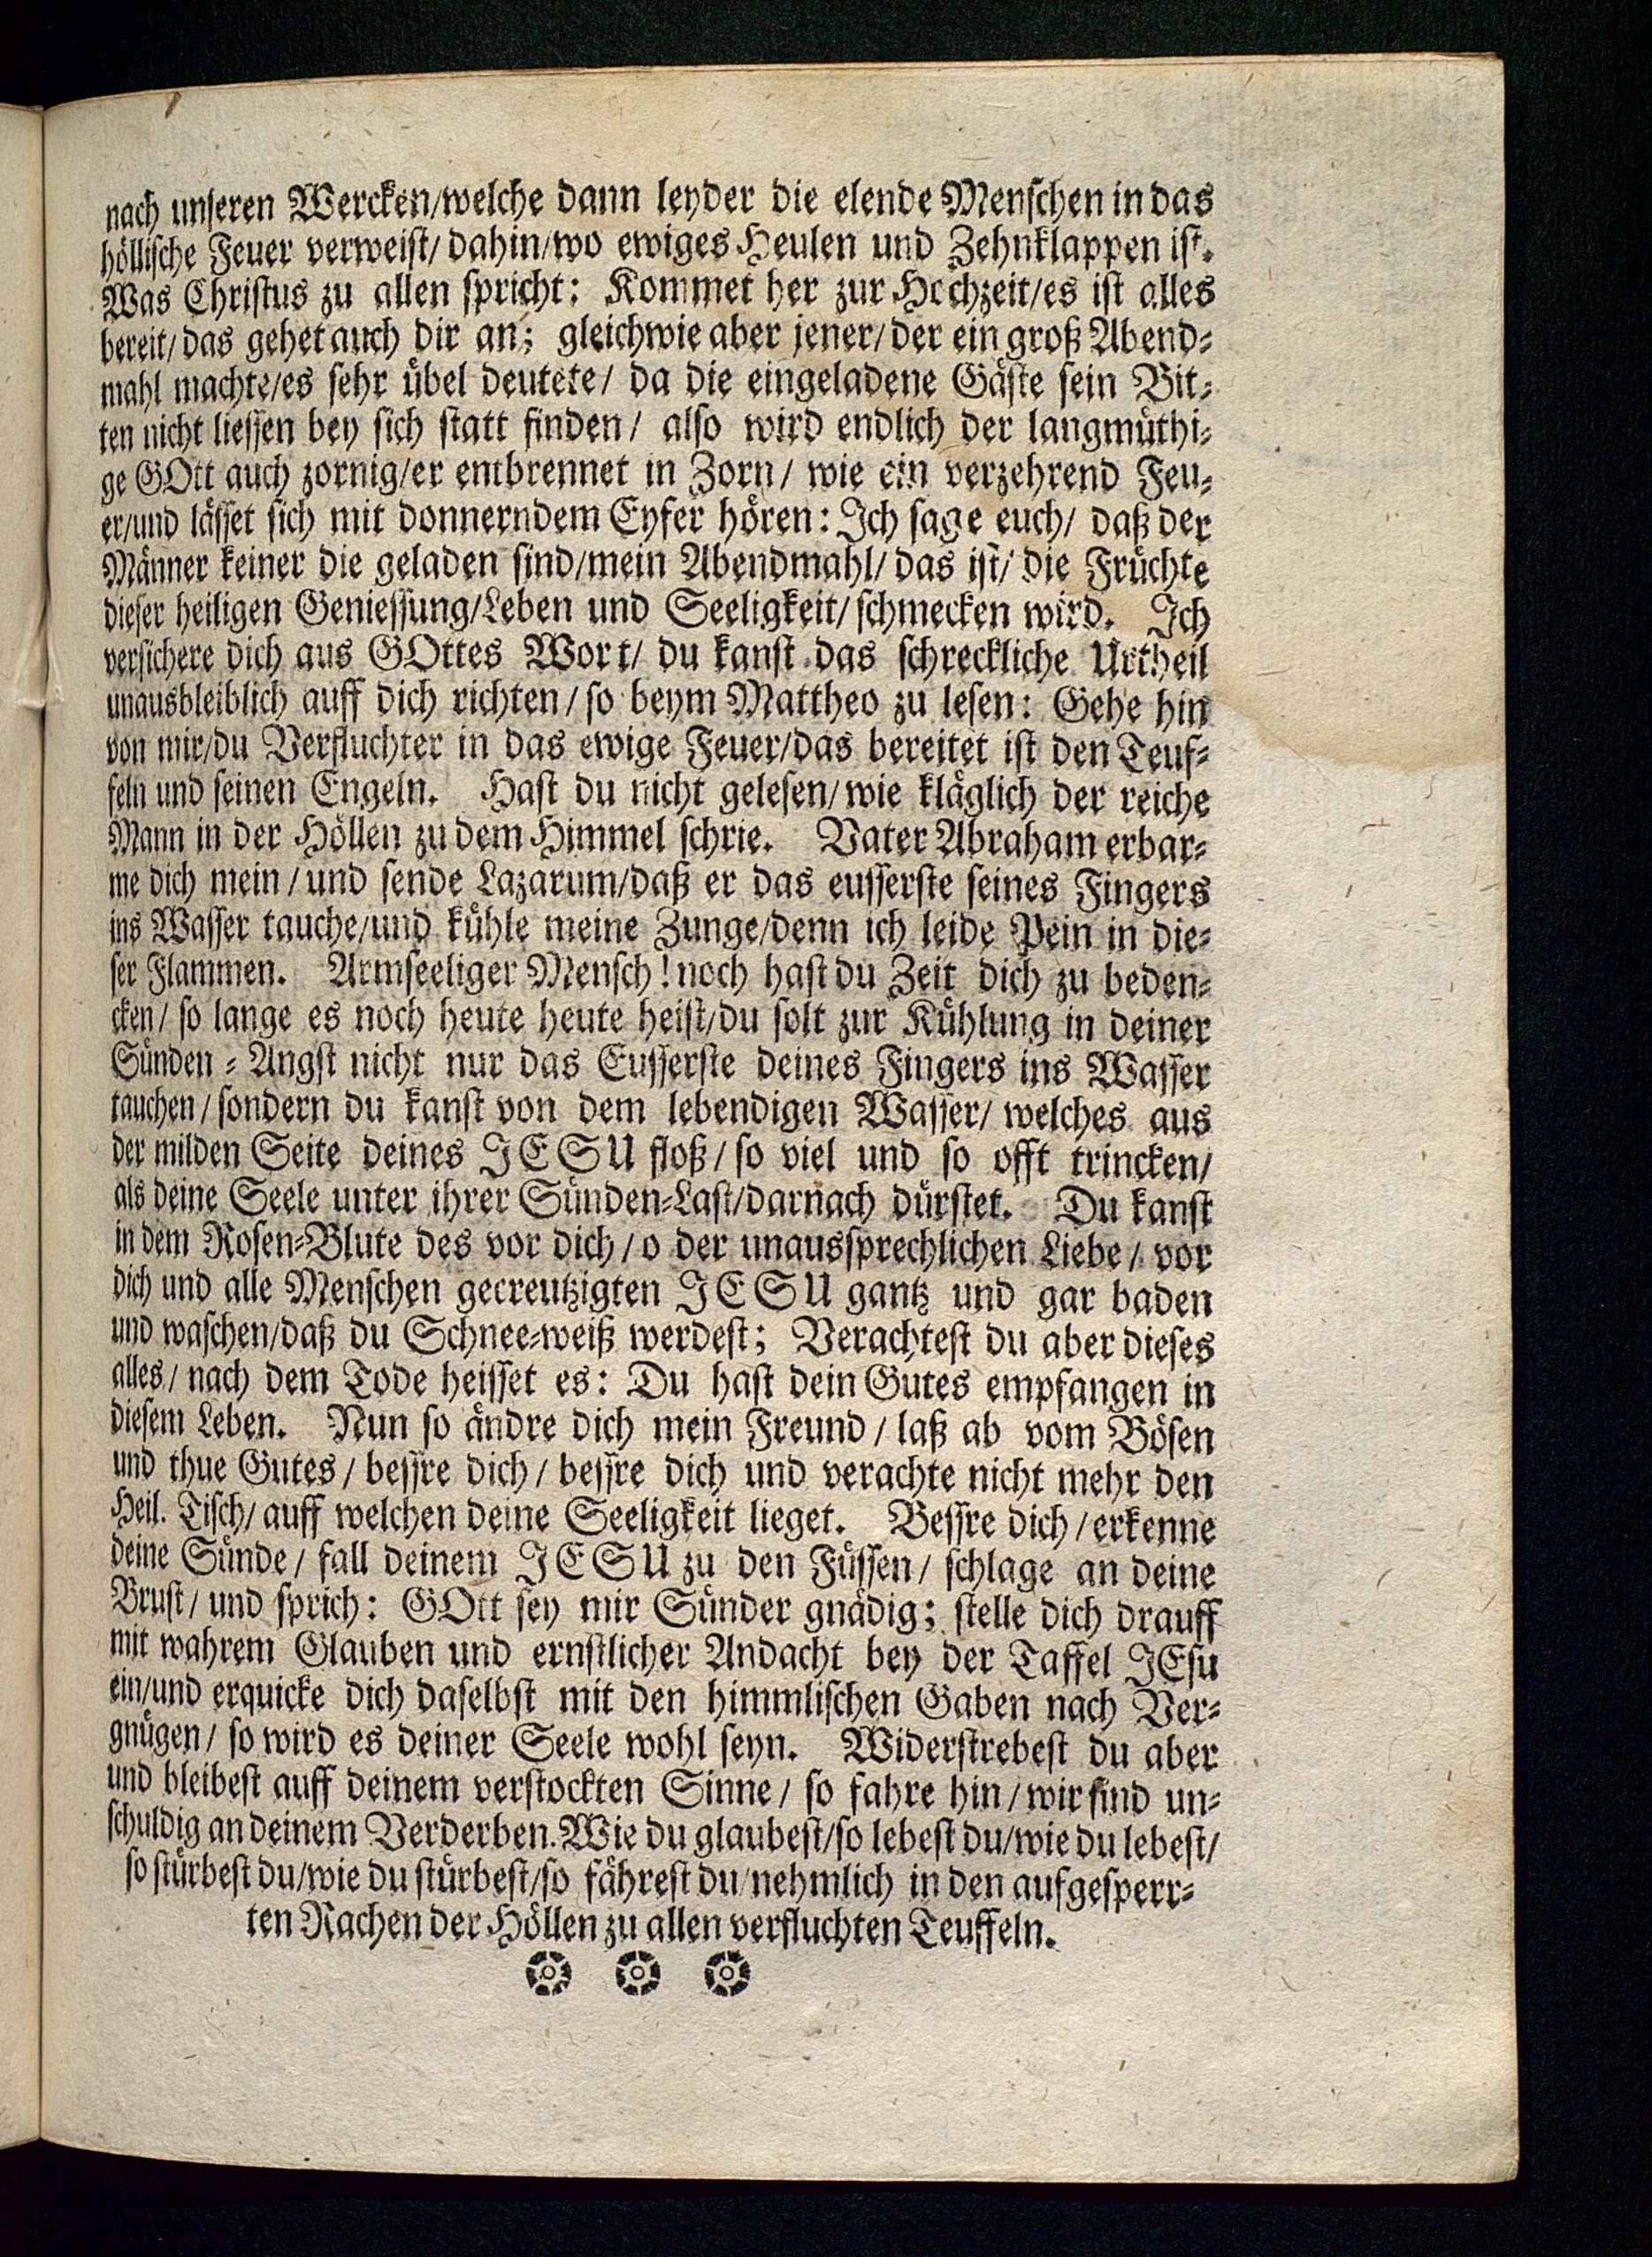 nach unseren Wercken/welche dann leyder die elende Menschen in das
höllische Feuer verweist/ dahin/wo ewiges Heulen und Zehnklappen ist.
Was Christus zu allen spricht: Kommet her zur Hochzeit/es ist alles
bereit/ das gehet auch dir an; gleichwie aber jener/ der ein groß Abend-
mahl machte/es sehr übel deutete/ da die eingeladene Gäste sein Bit-
ten nicht liessen bey sich statt finden/ also wird endlich der langmüthi-
ge GOtt auch zornig/er entbrennet in Zorn/ wie ein verzehrend Feu-
er/und lässet sich mit donnerndem Eyfer hören: Ich sage euch/ daß der
Männer keiner die geladen sind/mein Abendmahl/ das ist/ die Früchte
dieser heiligen Geniessung/Leben und Seeligkeit/ schmecken wird. Ich
versichere dich aus GOttes Wort/ du kanst das schreckliche Urtheil
unausbleiblich auff dich richten/ so beym Mattheo zu lesen: Gehe hin
von mir/du Verfluchter in das ewige Feuer/das bereitet ist den Teuf-
feln und seinen Engeln. Hast du nicht gelesen/ wie kläglich der reiche
Mann in der Höllen zu dem Himmel schrie. Vater Abraham erbar-
me dich mein/ und sende Lazarum/daß er das eusserste seines Fingers
ins Wasser tauche/und kühle meine Zunge/denn ich leide Pein in die-
ser Flammen. Armseeliger Mensch! noch hast du Zeit dich zu beden-
cken/ so lange es noch heute heute heist/du solt zur Kühlung in deiner
Sünden-Angst nicht nur das Eusserste deines Fingers ins Wasser
tauchen/ sondern du kanst von dem lebendigen Wasser/ welches aus
der milden Seite deines JESU floß/ so viel und so offt trincken/
als deine Seele unter ihrer Sünden-Last/darnach dürstet. Du kanst
in dem Rosen-Blute des vor dich/ o der unaussprechlichen Liebe/ vor
dich und alle Menschen gecreutzigten JESU gantz und gar baden
und waschen/daß du Schnee-weiß werdest; Verachtest du aber dieses
alles/ nach dem Tode heisset es: Du hast dein Gutes empfangen in
diesem Leben. Nun so ändre dich mein Freund/ laß ab vom Bösen
und thue Gutes/ bessre dich/ bessre dich und verachte nicht mehr den
Heil. Tisch/ auff welchen deine Seeligkeit lieget. Bessre dich/ erkenne
deine Sünde/ fall deinem JESU zu den Füssen/ schlage an deine
Brust/ und sprich: GOtt sey mir Sünder gnädig; stelle dich drauff
mit wahrem Glauben und ernstlicher Andacht bey der Taffel JEsu
ein/und erquicke dich daselbst mit den himmlischen Gaben nach Ver-
gnügen/ so wird es deiner Seele wohl seyn. Widerstrebest du aber
und bleibest auff deinem verstockten Sinne/ so fahre hin/ wir sind un-
schuldig an deinem Verderben. Wie du glaubest/so lebest du/wie du lebest/
so stürbest du/wie du stürbest/so fährest du/nehmlich in den aufgesperr-
ten Rachen der Höllen zu allen verfluchten Teuffeln.